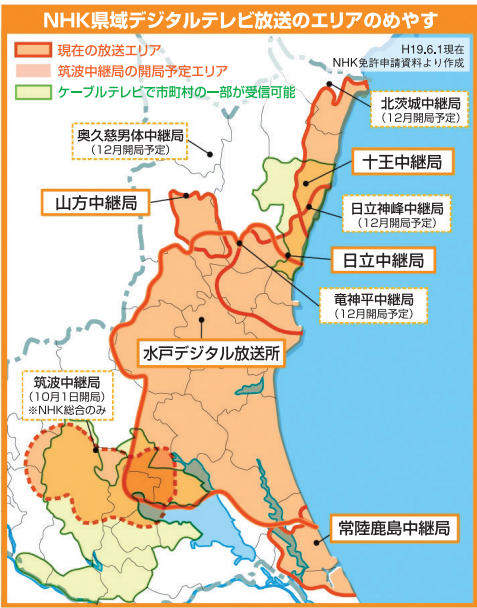 NHK県域デジタルテレビ放送のエリアのめやす
現在の放送エリア
筑波中継局の開局予定エリア
ケーブルテレビで市町村の一部が受信可能
H19.6.1現在
NHK免許申請資料より作成
北茨城中継局
(12月開局予定)
奥久慈男体中継局
(12月開局予定)
十王中継局
山方中継局
日立神峰中継局
(12月開局予定)
日立中継局
竜神平中継局
(12月開局予定)
水戸デジタル放送所
筑波中継局
(10月1日開局)
※NHK総合のみ
常陸鹿島中継局